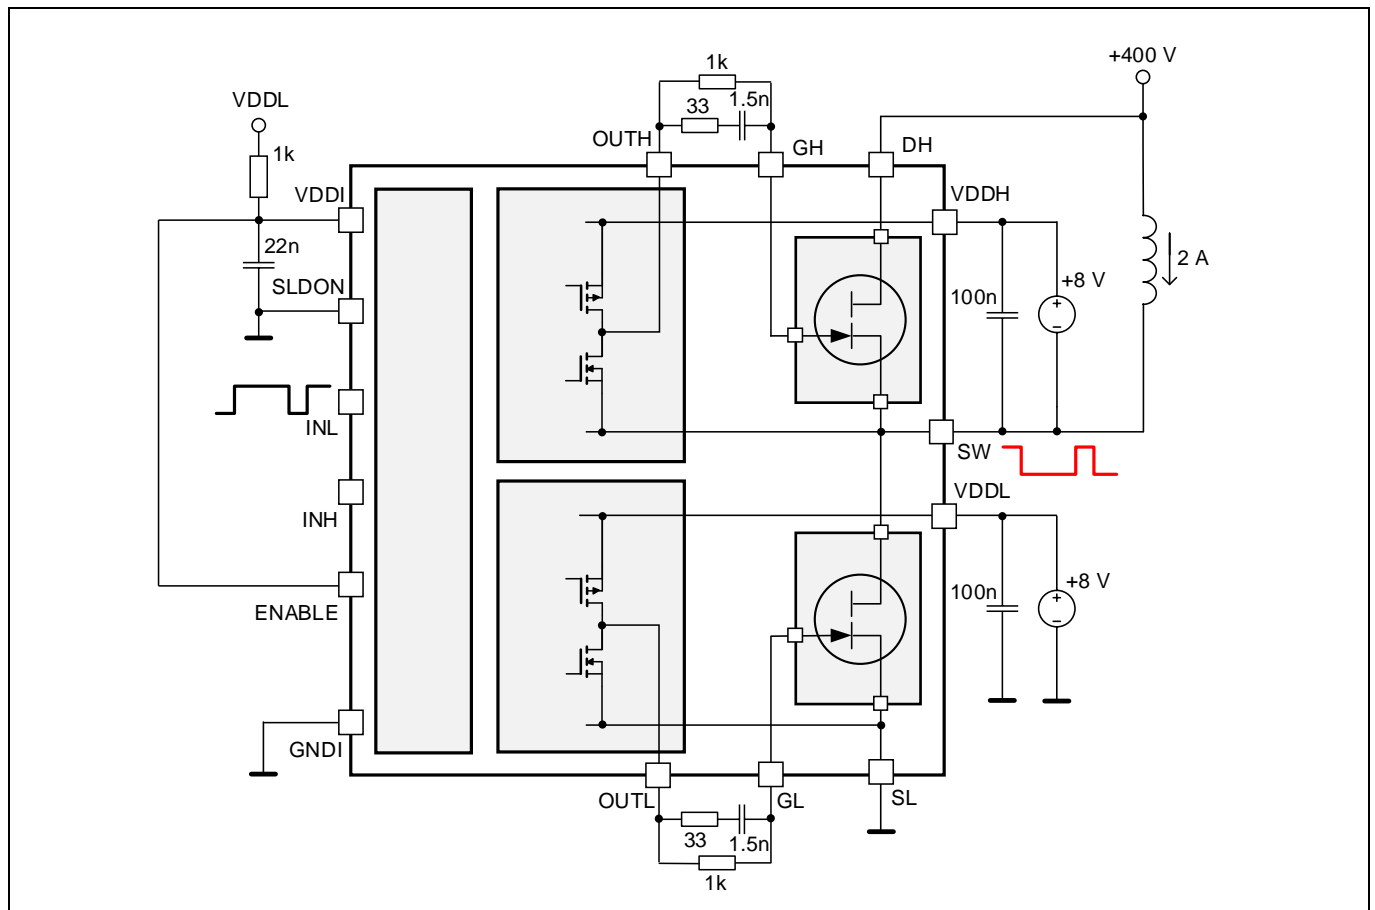 +400 V
1k
VDDL
33
1.5n
OUTH
GH
DH
1k
VDDI
VDDH
22n
2 A
SLDON
100n
+8 V
+
−
INL
SW
VDDL
INH
100n
+8 V
+
−
ENABLE
GNDI
OUTL
GL
SL
33
1.5n
1k